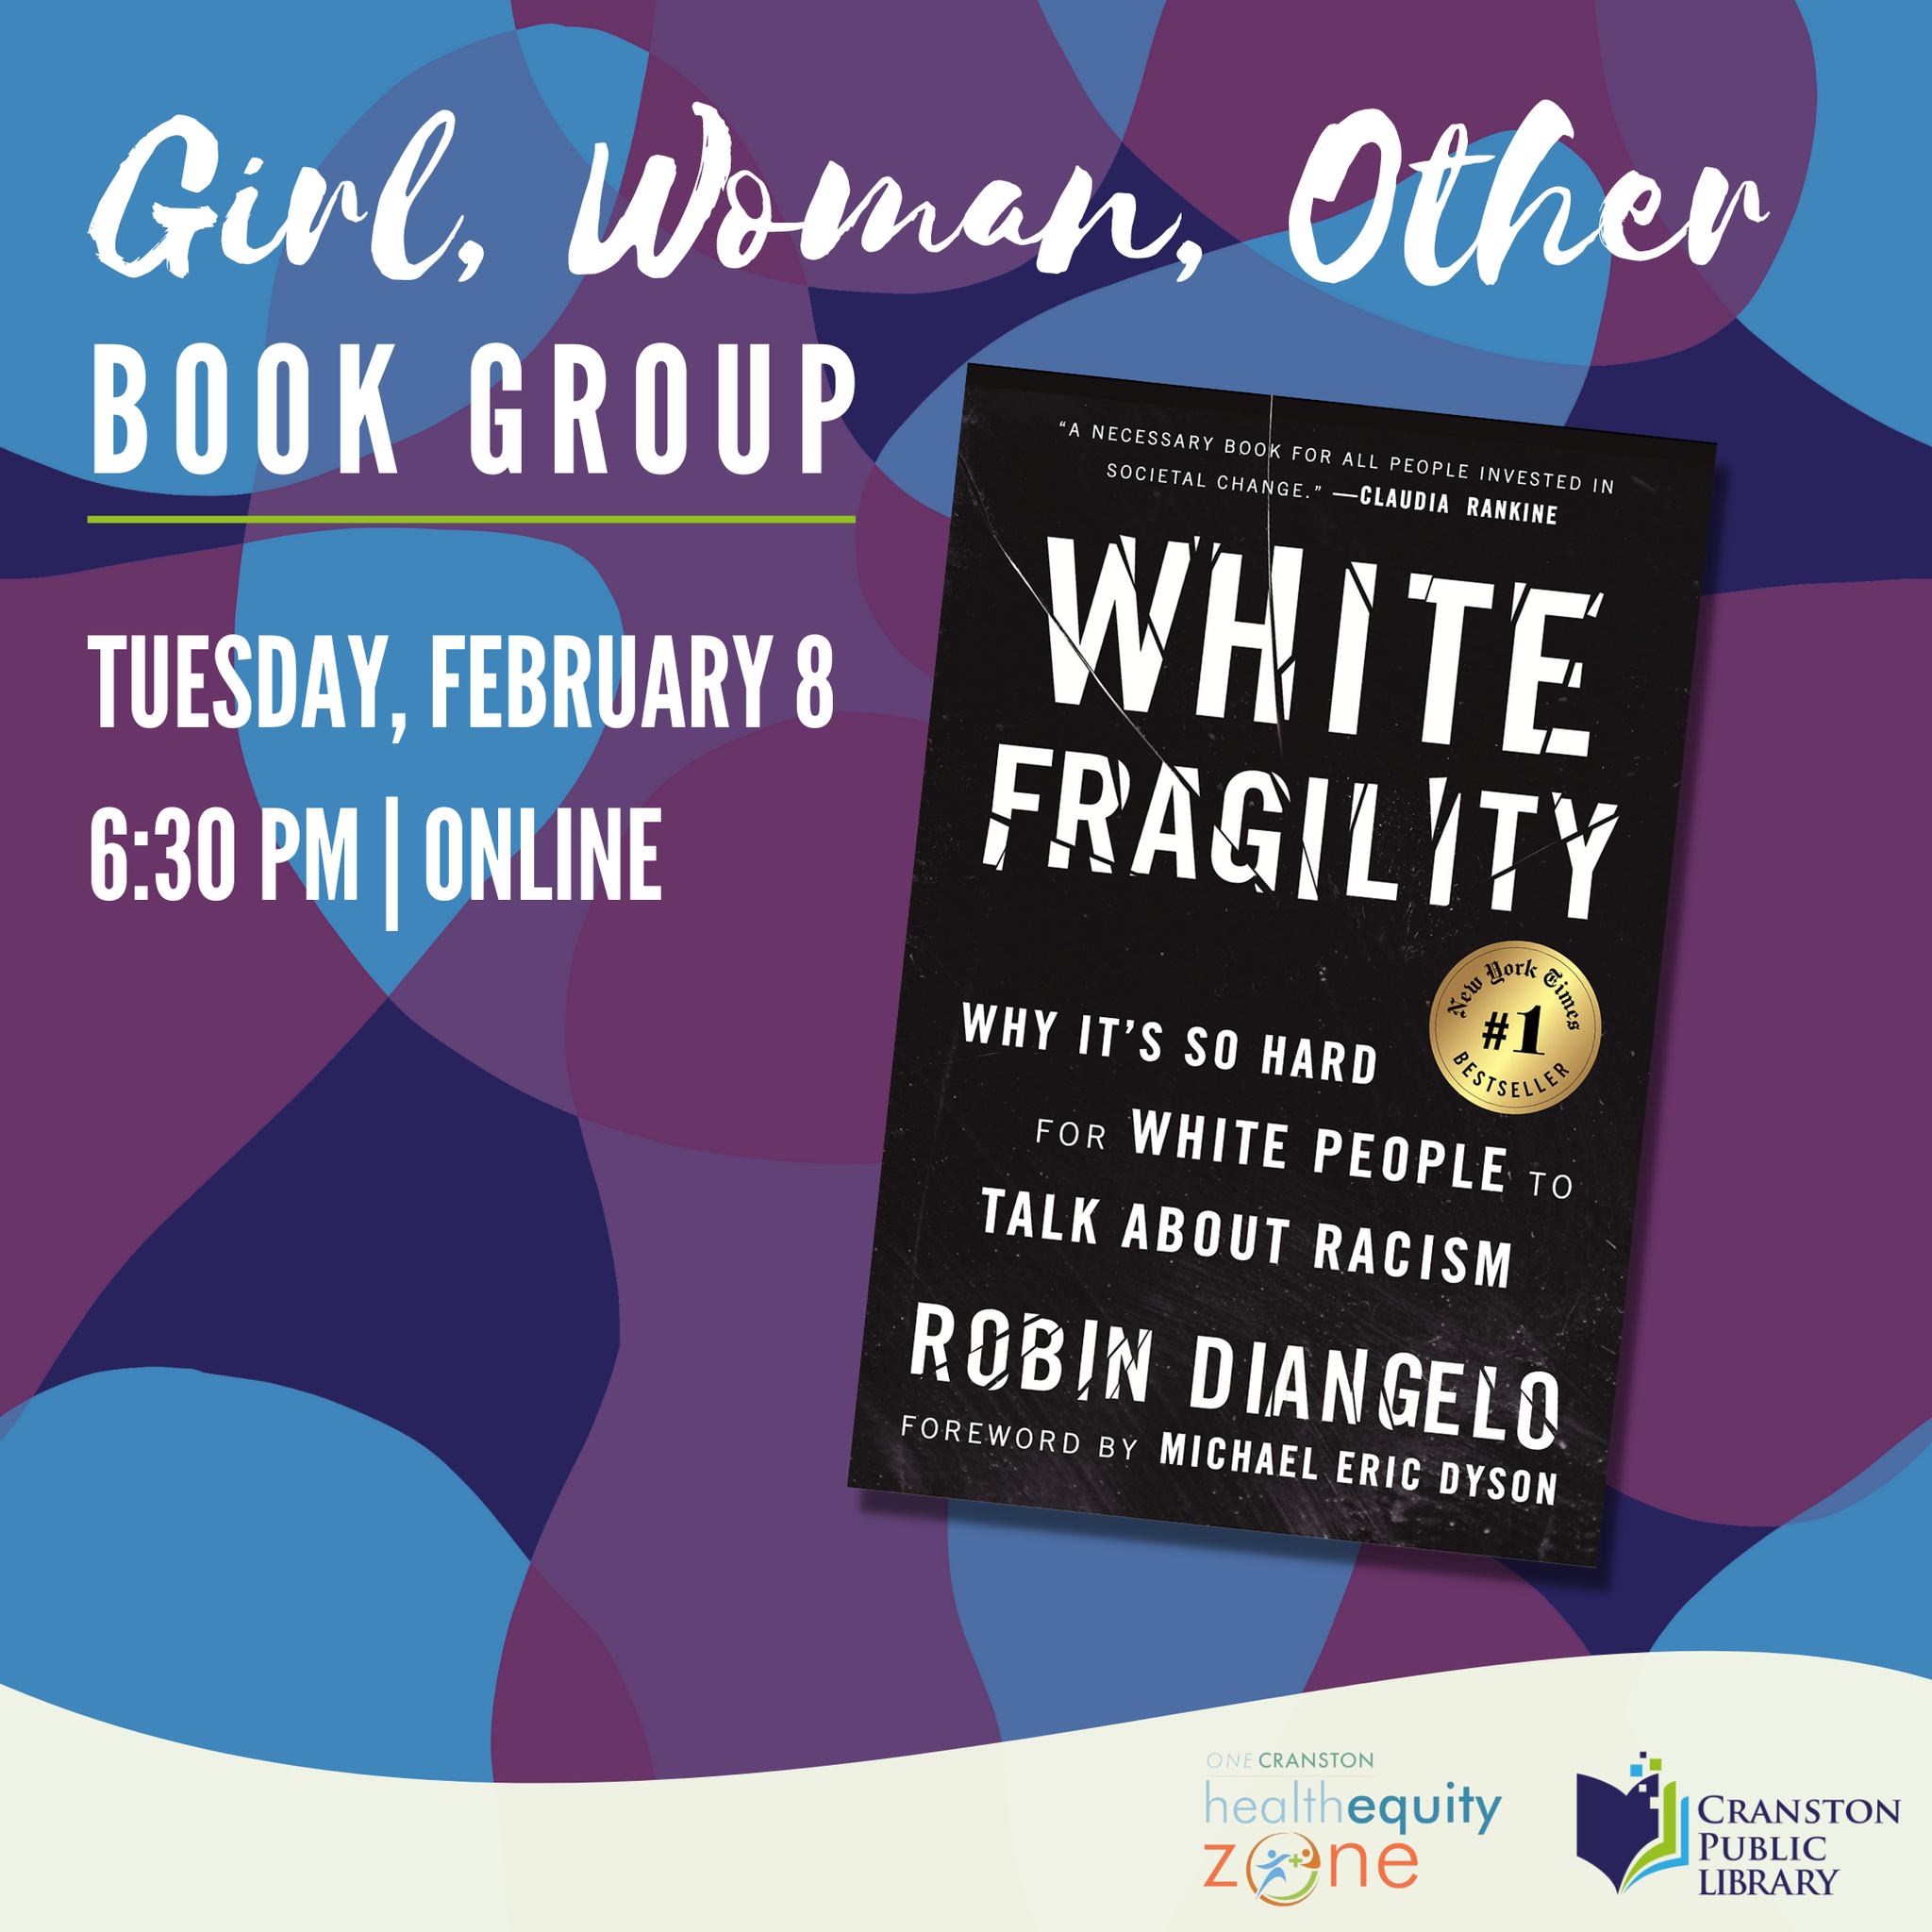 Girl, Woman, Other
BOOK GROUP
TUESDAY, FEBRUARY 8
6:30 PM | ONLINE
“A NECESSARY BOOK FOR ALL PEOPLE INVESTED IN
SOCIETAL CHANGE.” —CLAUDIA RANKINE
WHITE
FRAGILITY
New York Times
#1
BESTSELLER
WHY IT’S SO HARD
FOR WHITE PEOPLE TO
TALK ABOUT RACISM
ROBIN DIANGELO
FOREWORD BY MICHAEL ERIC DYSON
ONE CRANSTON
healthequity
zone
CRANSTON
PUBLIC
LIBRARY